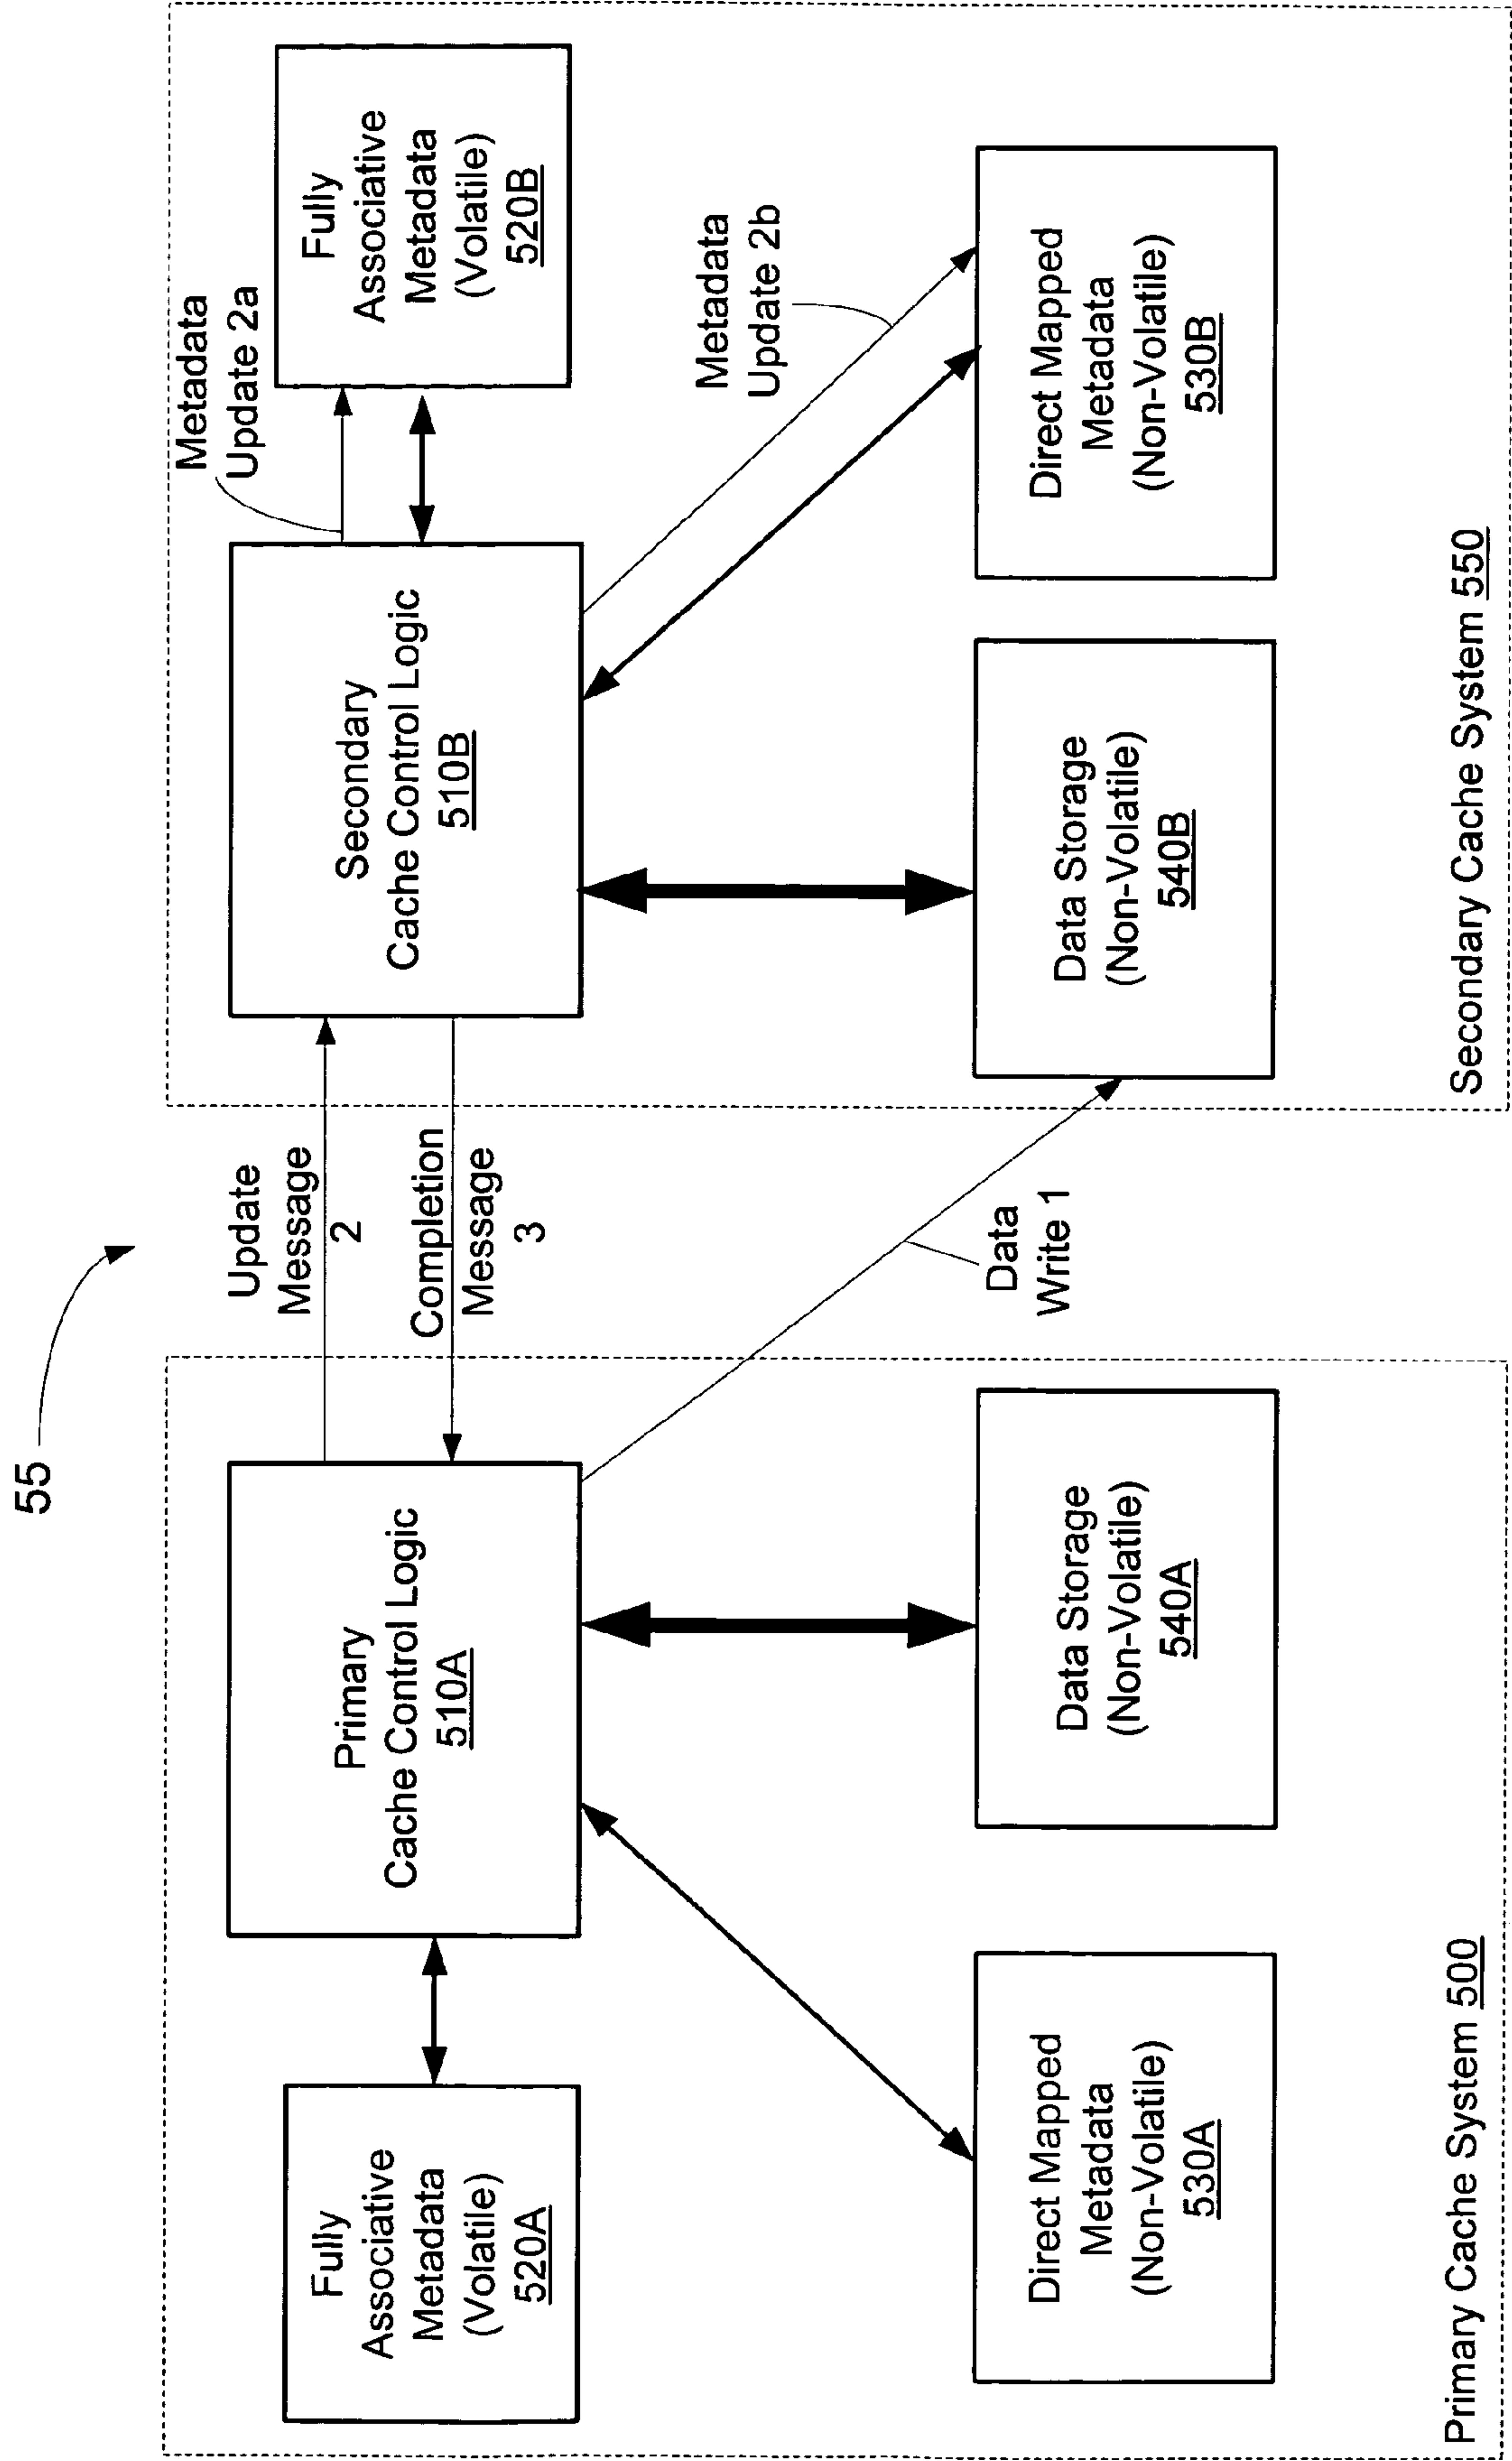 55
Fully
Associative
Metadata
(Volatile)
520A
Primary
Cache Control Logic
510A
Direct Mapped
Metadata
(Non-Volatile)
530A
Data Storage
(Non-Volatile)
540A
Primary Cache System 500
Update
Message
2
Completion
Message
3
Data
Write 1
Secondary
Cache Control Logic
510B
Metadata
Update 2a
Fully
Associative
Metadata
(Volatile)
520B
Metadata
Update 2b
Data Storage
(Non-Volatile)
540B
Direct Mapped
Metadata
(Non-Volatile)
530B
Secondary Cache System 550